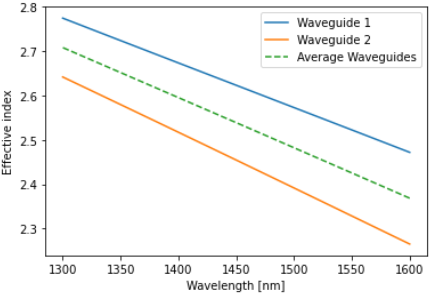 2.8
2.7
2.6
2.5
2.4
2.3
Effective index
Waveguide 1
Waveguide 2
Average Waveguides
1300 1350 1400 1450 1500 1550 1600
Wavelength [nm]